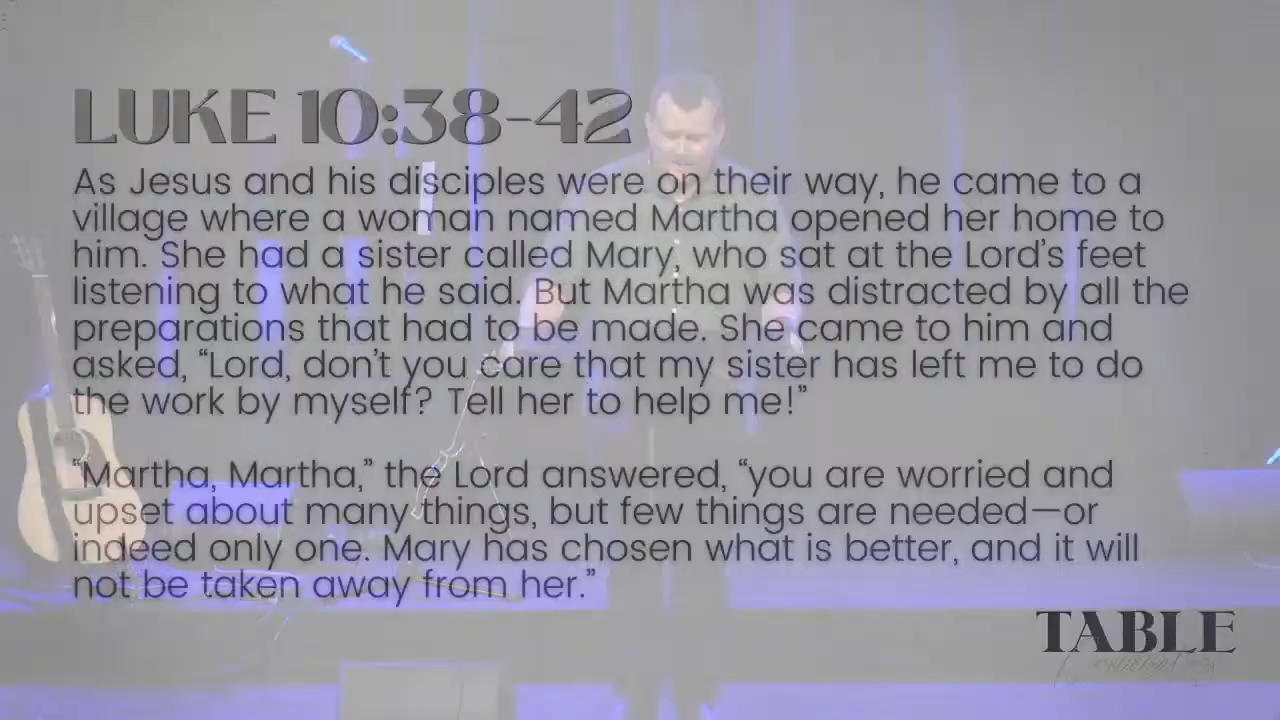 LUKE 10:38-42
As Jesus and his disciples were on their way, he came to a
village where a woman named Martha opened her home to
him. She had a sister called Mary, who sat at the Lord’s feet
listening to what he said. But Martha was distracted by all the
preparations that had to be made. She came to him and
asked, “Lord, don’t you care that my sister has left me to do
the work by myself? Tell her to help me!”
“Martha, Martha,” the Lord answered, “you are worried and
upset about many things, but few things are needed—or
indeed only one. Mary has chosen what is better, and it will
not be taken away from her.”
TABLE